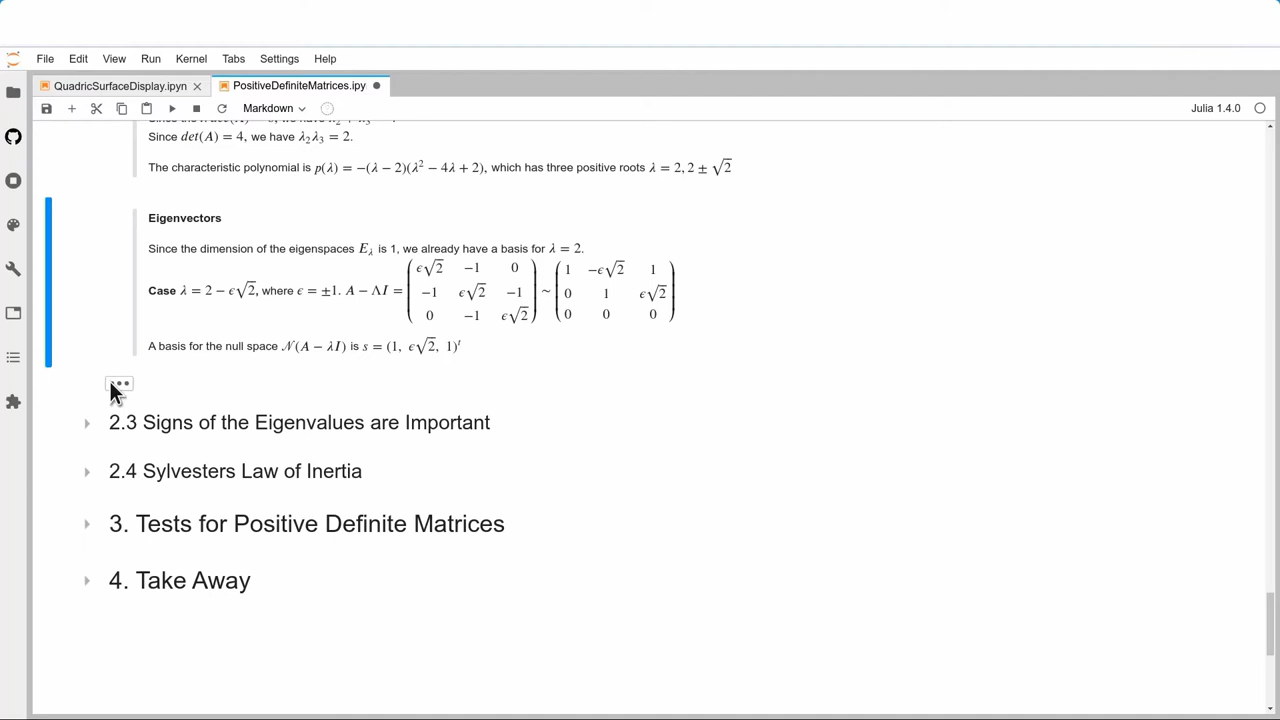 File Edit View Run Kernel Tabs Settings Help
QuadricSurfaceDisplay.ipyn × PositiveDefiniteMatrices.ipy
Markdown Julia 1.4.0
Since det(A) = 4, we have λ₂λ₃ = 2.
The characteristic polynomial is p(λ) = −(λ − 2)(λ² − 4λ + 2), which has three positive roots λ = 2, 2 ± √2
Eigenvectors
Since the dimension of the eigenspaces E_λ is 1, we already have a basis for λ = 2.
ϵ√2 −1 0 1 −ϵ√2 1
Case λ = 2 − ϵ√2, where ϵ = ±1. A − ΛI = −1 ϵ√2 −1 ~ 0 1 ϵ√2
0 −1 ϵ√2 0 0 0
A basis for the null space 𝒩(A − λI) is s = (1, ϵ√2, 1)ᵗ
2.3 Signs of the Eigenvalues are Important
2.4 Sylvesters Law of Inertia
3. Tests for Positive Definite Matrices
4. Take Away